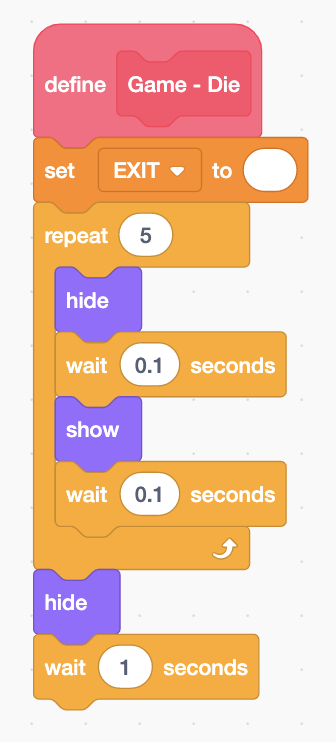 define Game - Die
set EXIT to
repeat 5
hide
wait 0.1 seconds
show
wait 0.1 seconds
hide
wait 1 seconds